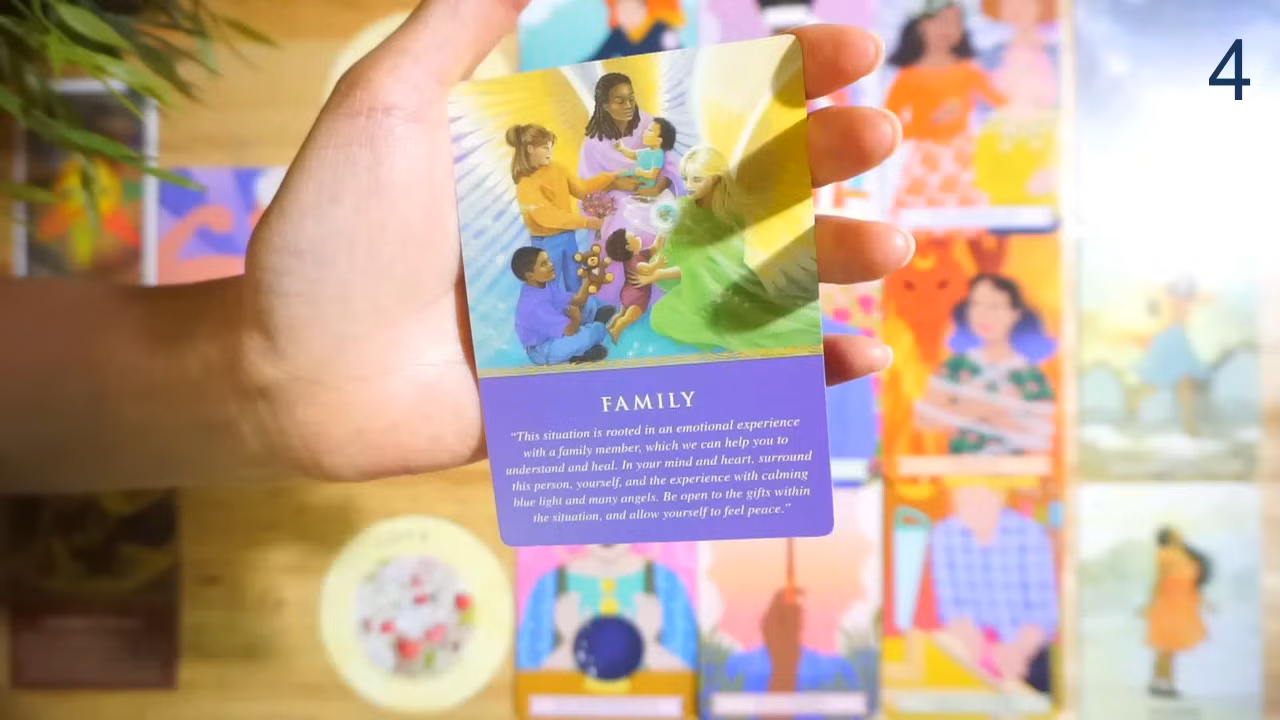 4
FAMILY
"This situation is rooted in an emotional experience
with a family member, which we can help you to
understand and heal. In your mind and heart, surround
this person, yourself, and the experience with calming
blue light and many angels. Be open to the gifts within
the situation, and allow yourself to feel peace."